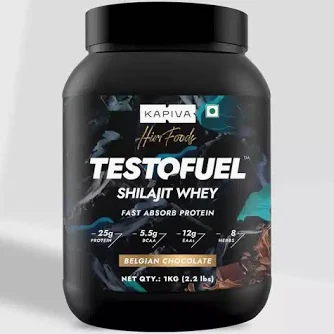 KAPIVA
Him Foods
TESTOFUEL
SHILAJIT WHEY
FAST ABSORB PROTEIN
25g 5.5g 12g 8
PROTEIN BCAA EAAs HERBS
BELGIAN CHOCOLATE
NET QTY.: 1KG (2.2 lbs)